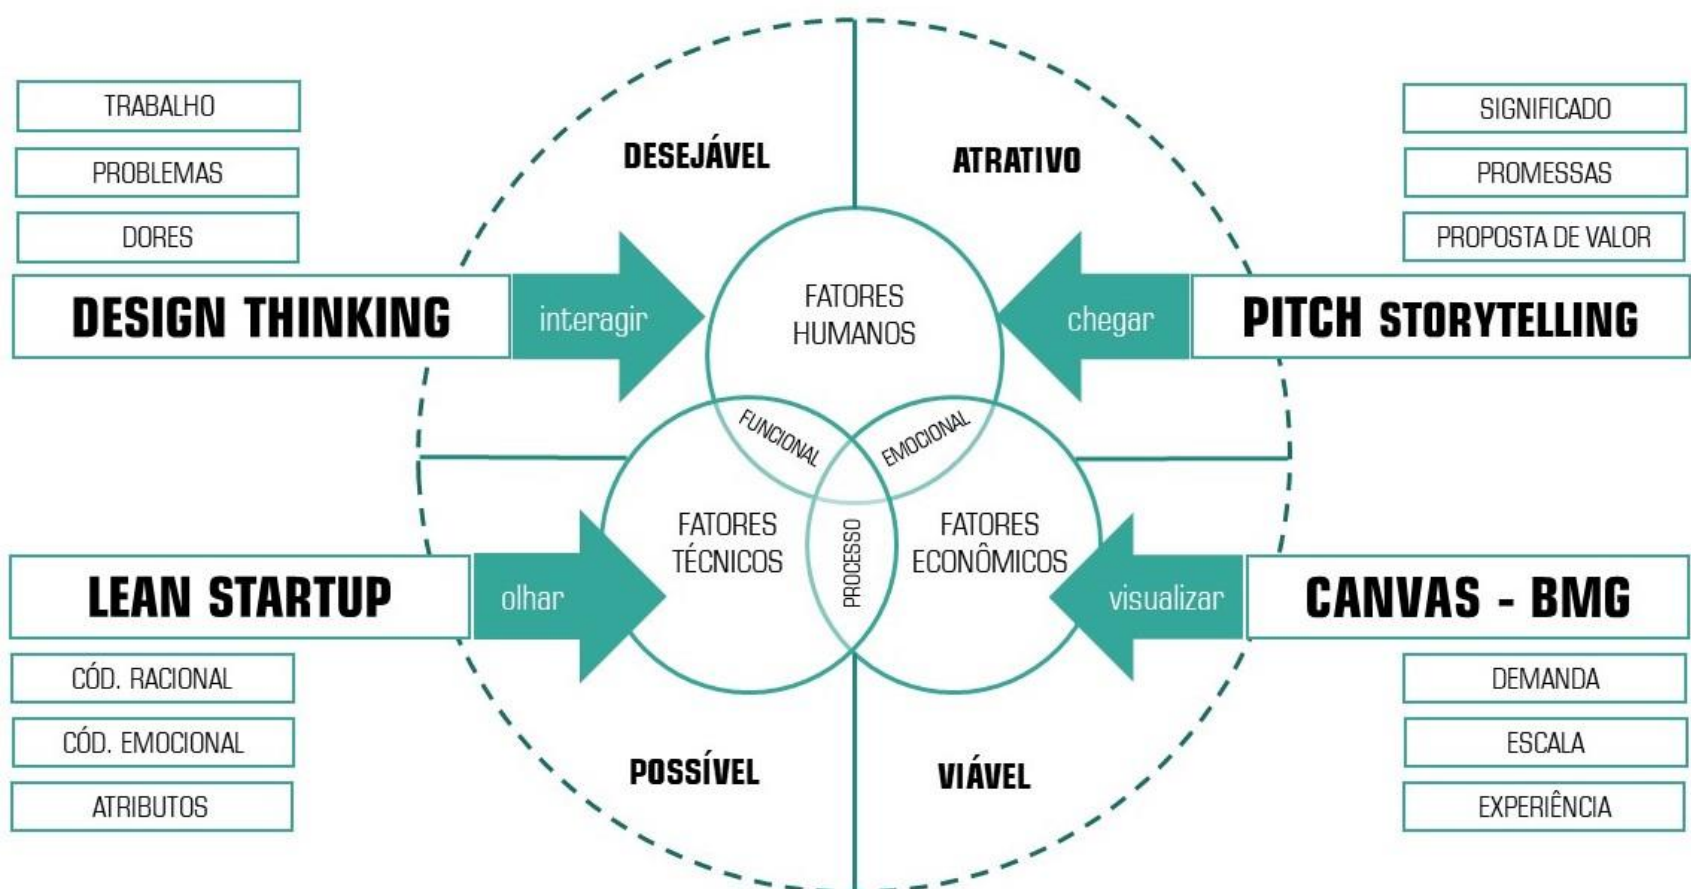 TRABALHO
PROBLEMAS
DORES
DESIGN THINKING
interagir
DESEJÁVEL
ATRATIVO
SIGNIFICADO
PROMESSAS
PROPOSTA DE VALOR
PITCH STORYTELLING
chegar
FATORES
HUMANOS
FUNCIONAL
EMOCIONAL
PROCESSO
FATORES
TÉCNICOS
FATORES
ECONÔMICOS
LEAN STARTUP
olhar
CÓD. RACIONAL
CÓD. EMOCIONAL
ATRIBUTOS
POSSÍVEL
VIÁVEL
visualizar
CANVAS - BMG
DEMANDA
ESCALA
EXPERIÊNCIA